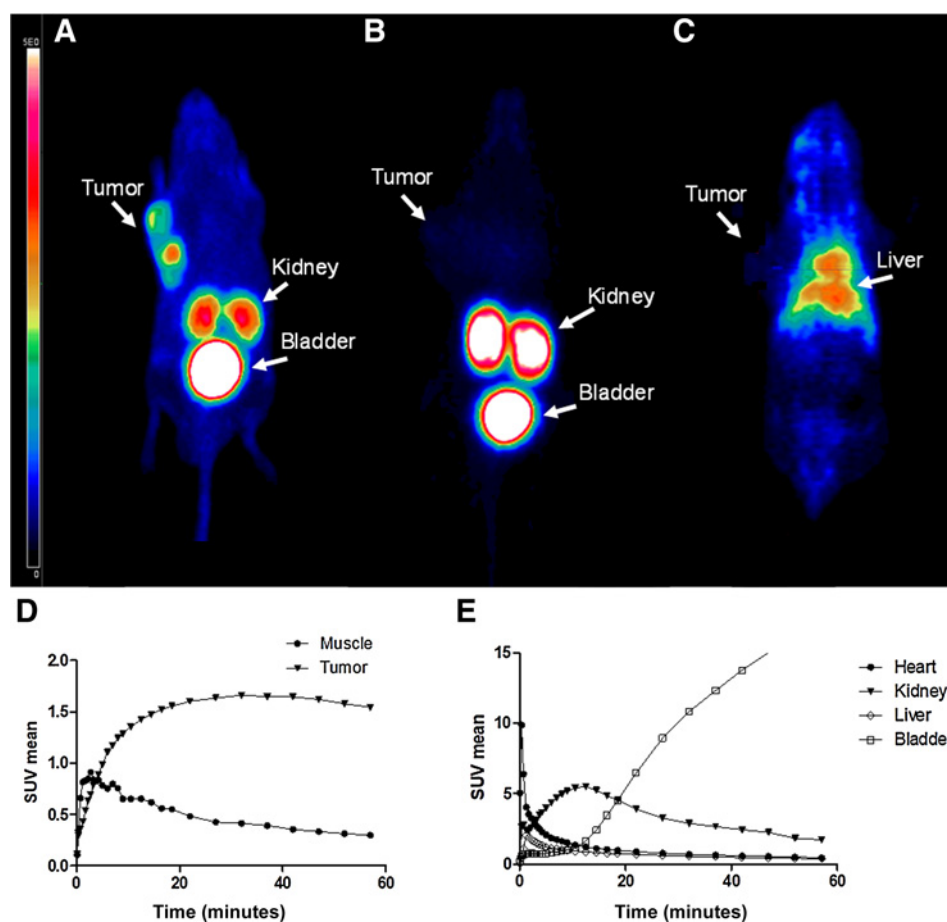 A
B
C
5E0
Tumor
Kidney
Bladder
Tumor
Kidney
Bladder
Tumor
Liver
0
D
Muscle
Tumor
2.0
1.5
1.0
0.5
0.0
SUV mean
0
20
40
60
Time (minutes)
E
Heart
Kidney
Liver
Bladde
15
10
5
0
SUV mean
0
20
40
60
Time (minutes)